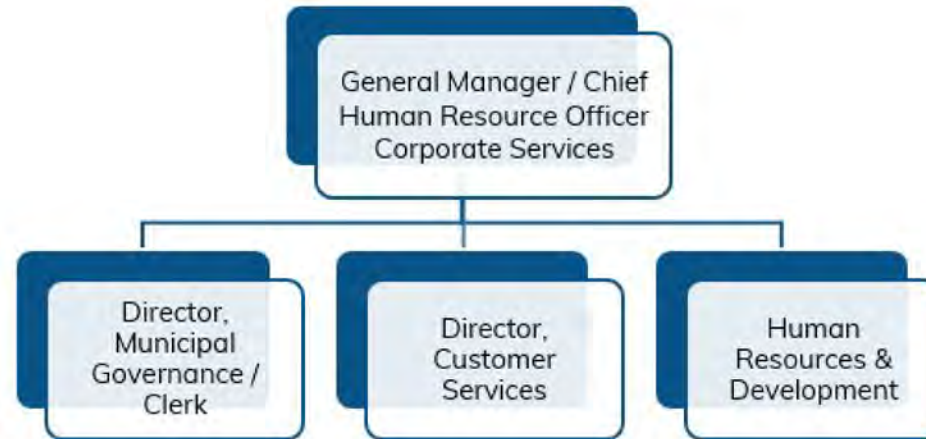 General Manager / Chief
Human Resource Officer
Corporate Services
Director,
Municipal
Governance /
Clerk
Director,
Customer
Services
Human
Resources &
Development